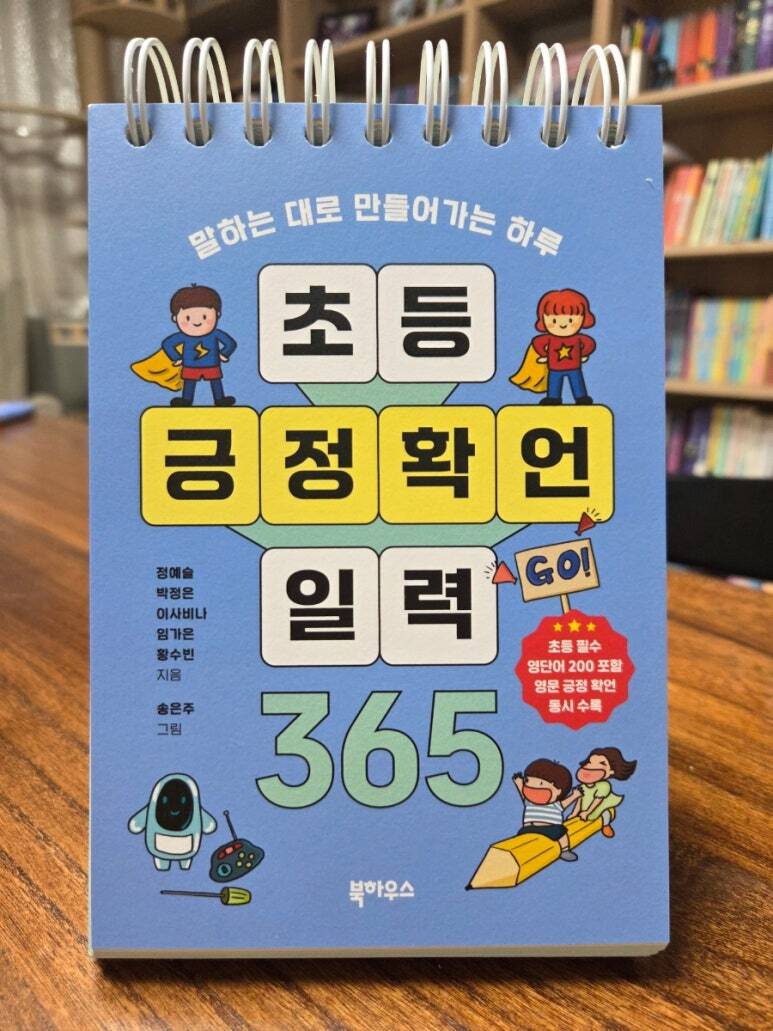 말하는 대로 만들어가는 하루
초등
긍정확언
일력
GO!
정예슬
박정은
이사비나
임가은
황수빈
지음
송은주
그림
초등 필수
영단어 200 포함
영문 긍정 확언
동시 수록
365
북하우스